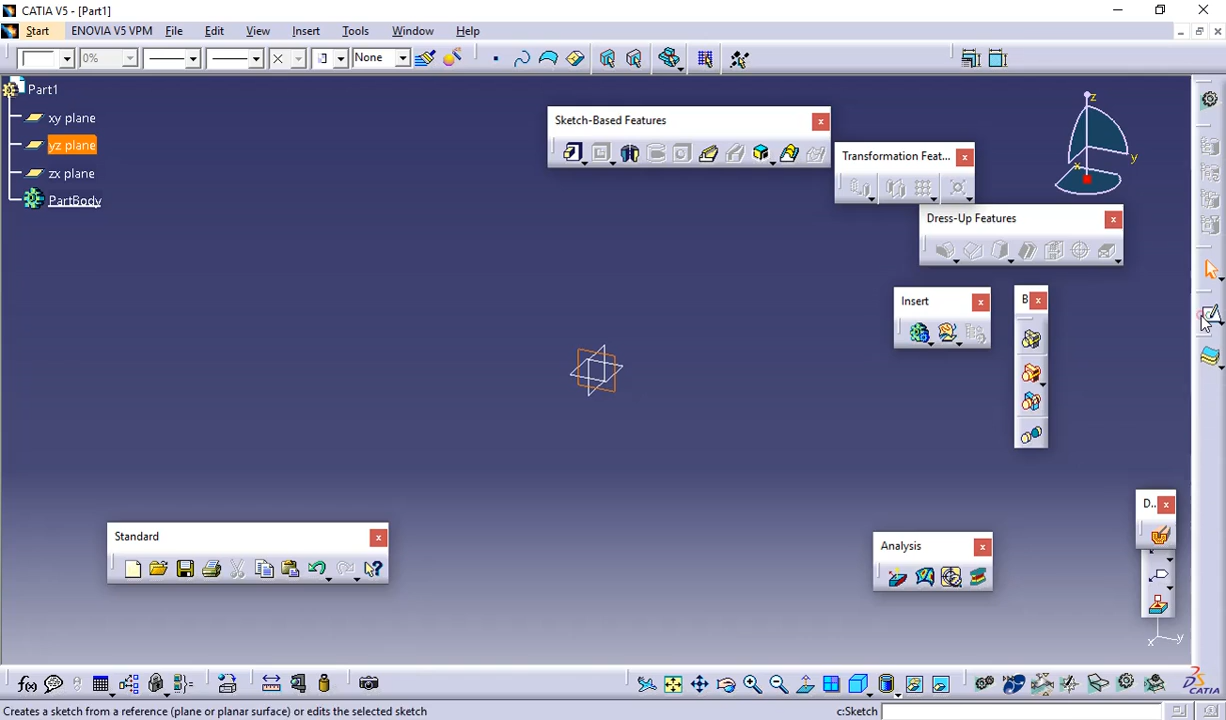 CATIA V5 - [Part1]
Start ENOVIA V5 VPM File Edit View Insert Tools Window Help
0% None
Part1
xy plane
yz plane
zx plane
PartBody
Sketch-Based Features
Transformation Feat...
Dress-Up Features
Insert
B
z
y
x
Standard
Analysis
D..
x y
f(x)
CATIA
Creates a sketch from a reference (plane or planar surface) or edits the selected sketch
c:Sketch